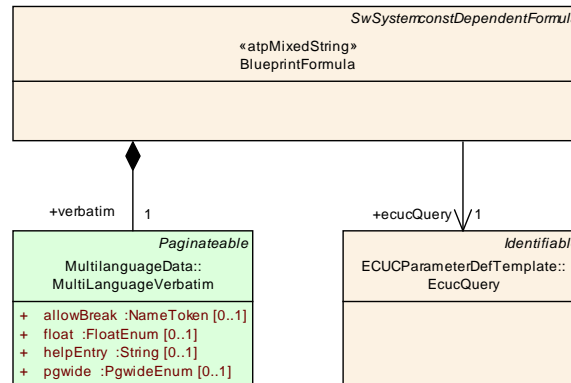 SwSystemconstDependentFormul
«atpMixedString»
BlueprintFormula
+verbatim 1
+ecucQuery 1
Paginateable
MultilanguageData::
MultiLanguageVerbatim
+ allowBreak :NameToken [0..1]
+ float :FloatEnum [0..1]
+ helpEntry :String [0..1]
+ pgwide :PgwideEnum [0..1]
Identifiabl
ECUCParameterDefTemplate::
EcucQuery